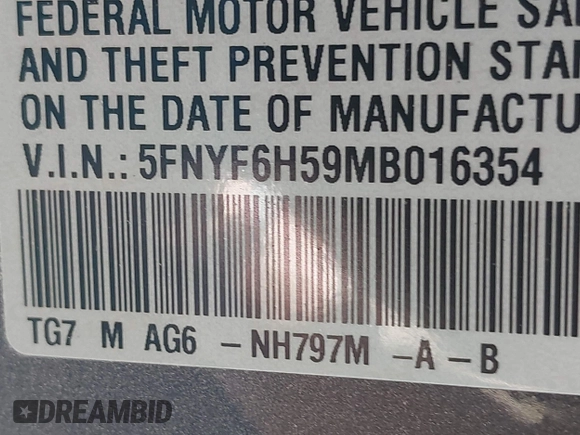 FEDERAL MOTOR VEHICLE SA
AND THEFT PREVENTION STA
ON THE DATE OF MANUFACTU
V.I.N.: 5FNYF6H59MB016354
TG7 M AG6 –NH797M –A–B
DREAMBID